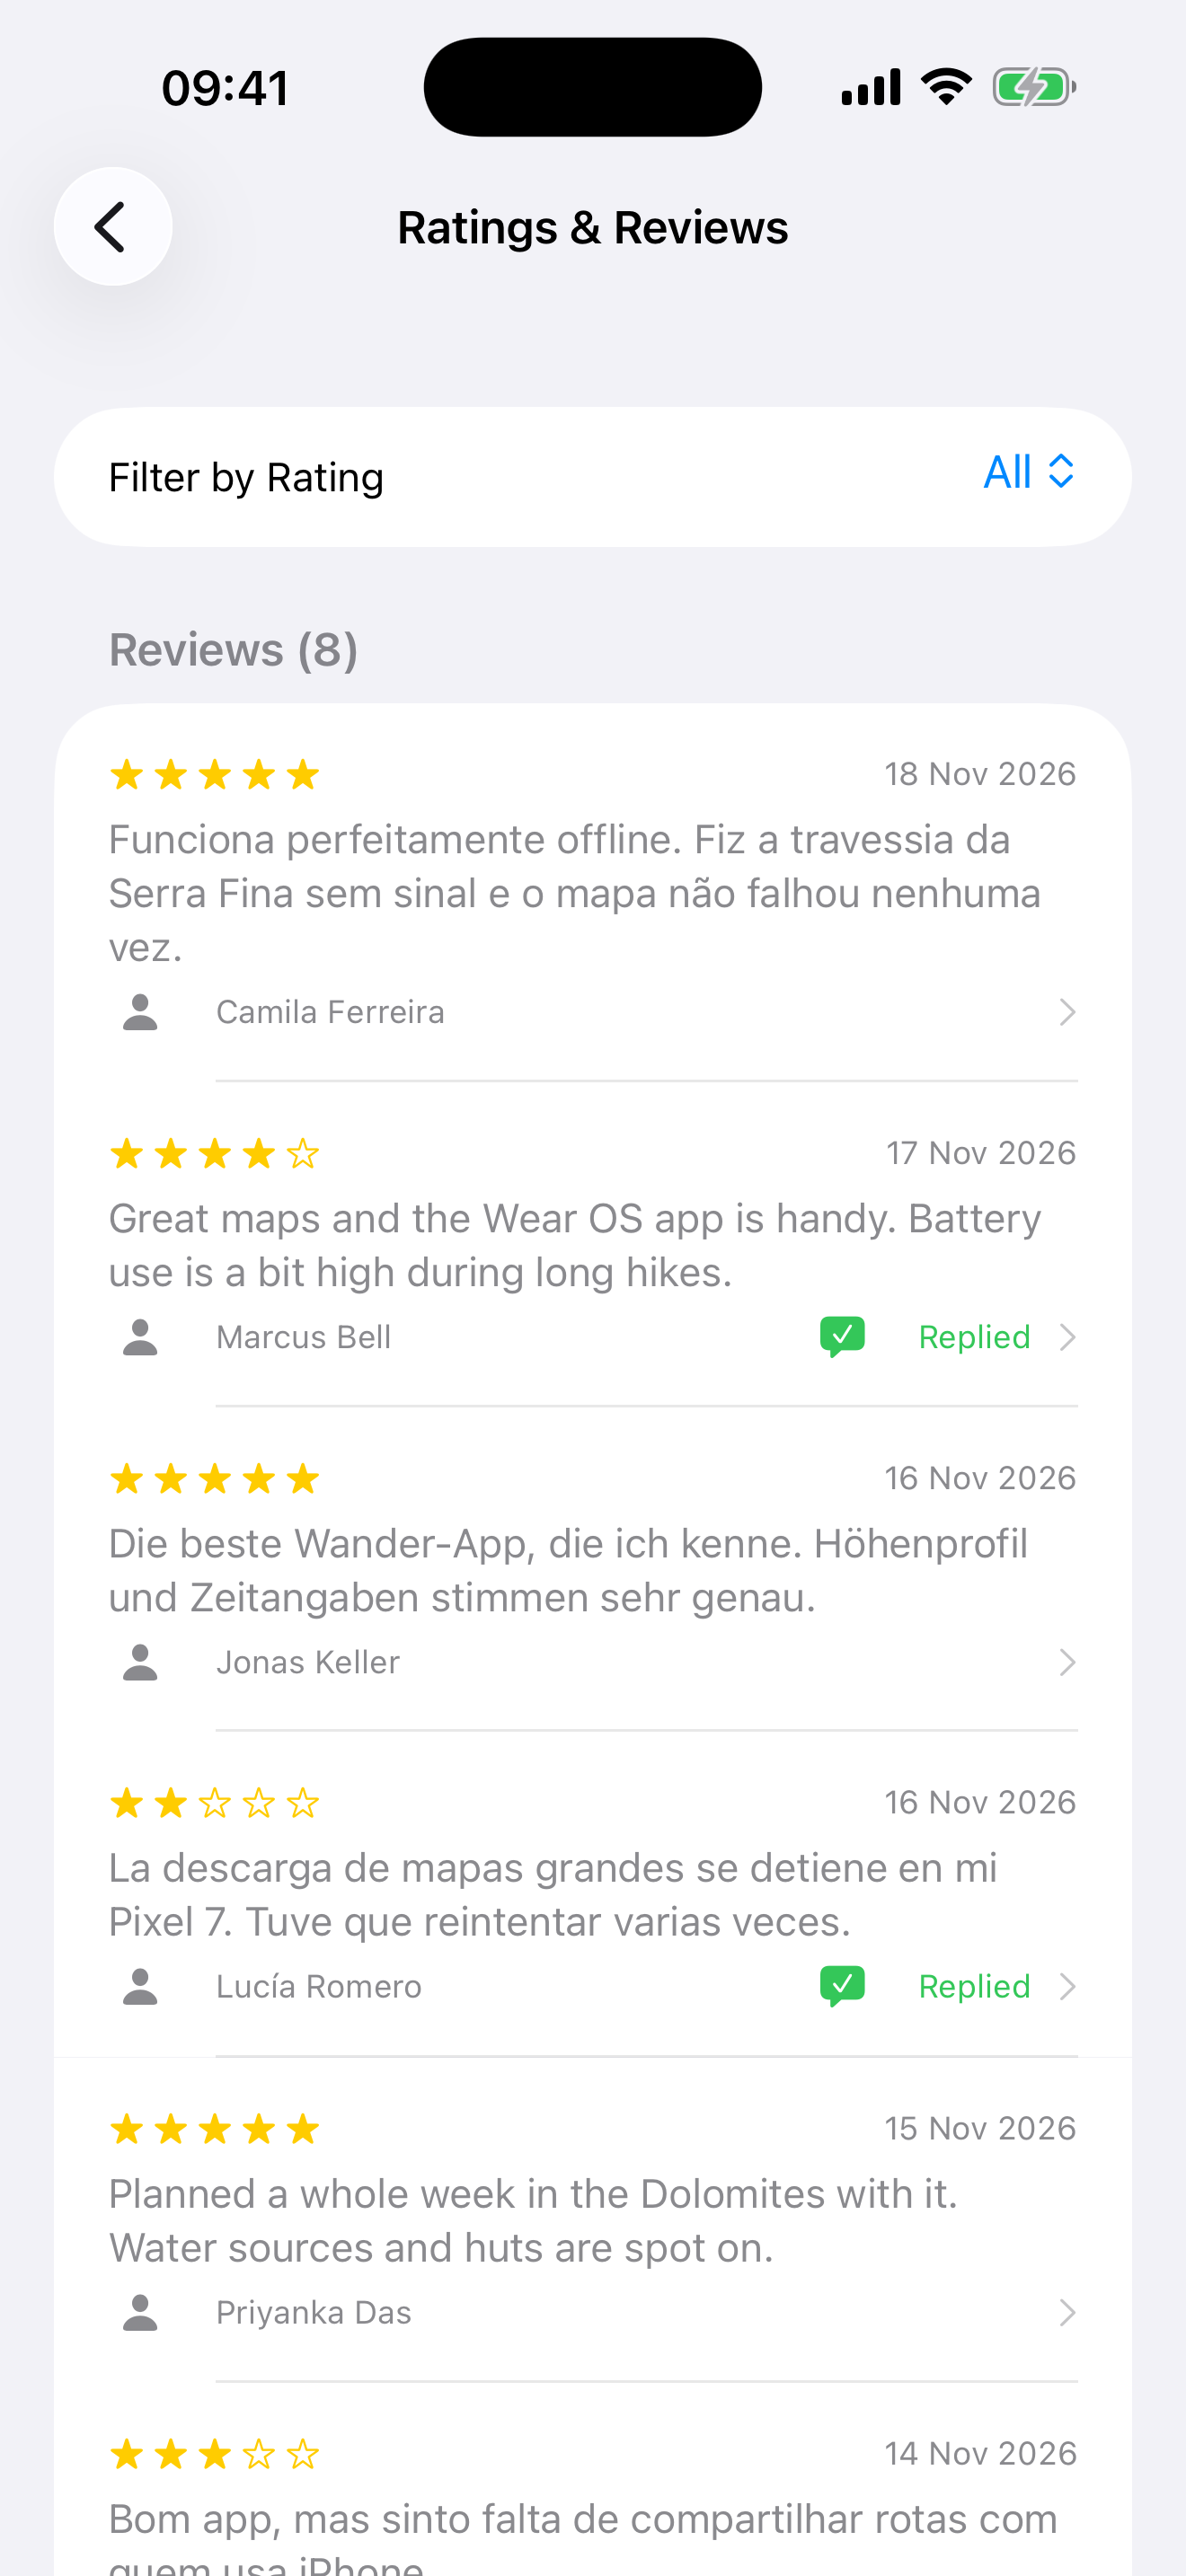 09:41
Ratings & Reviews
Filter by Rating
All
Reviews (8)
18 Nov 2026
Funciona perfeitamente offline. Fiz a travessia da
Serra Fina sem sinal e o mapa não falhou nenhuma
vez.
Camila Ferreira
17 Nov 2026
Great maps and the Wear OS app is handy. Battery
use is a bit high during long hikes.
Marcus Bell
Replied
16 Nov 2026
Die beste Wander-App, die ich kenne. Höhenprofil
und Zeitangaben stimmen sehr genau.
Jonas Keller
16 Nov 2026
La descarga de mapas grandes se detiene en mi
Pixel 7. Tuve que reintentar varias veces.
Lucía Romero
Replied
15 Nov 2026
Planned a whole week in the Dolomites with it.
Water sources and huts are spot on.
Priyanka Das
14 Nov 2026
Bom app, mas sinto falta de compartilhar rotas com
quem usa iPhone